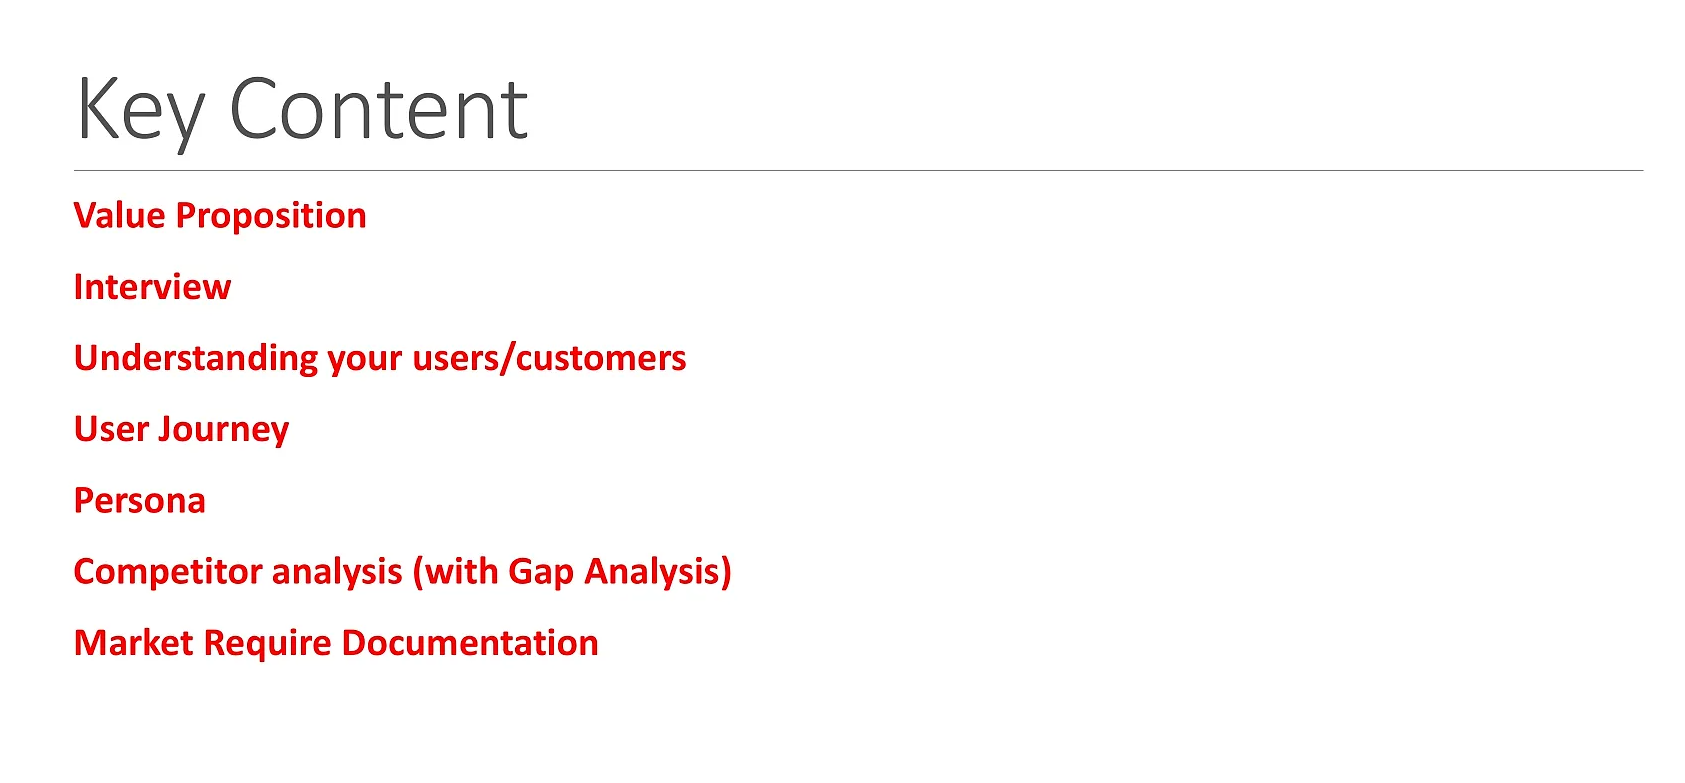 Key Content
Value Proposition
Interview
Understanding your users/customers
User Journey
Persona
Competitor analysis (with Gap Analysis)
Market Require Documentation